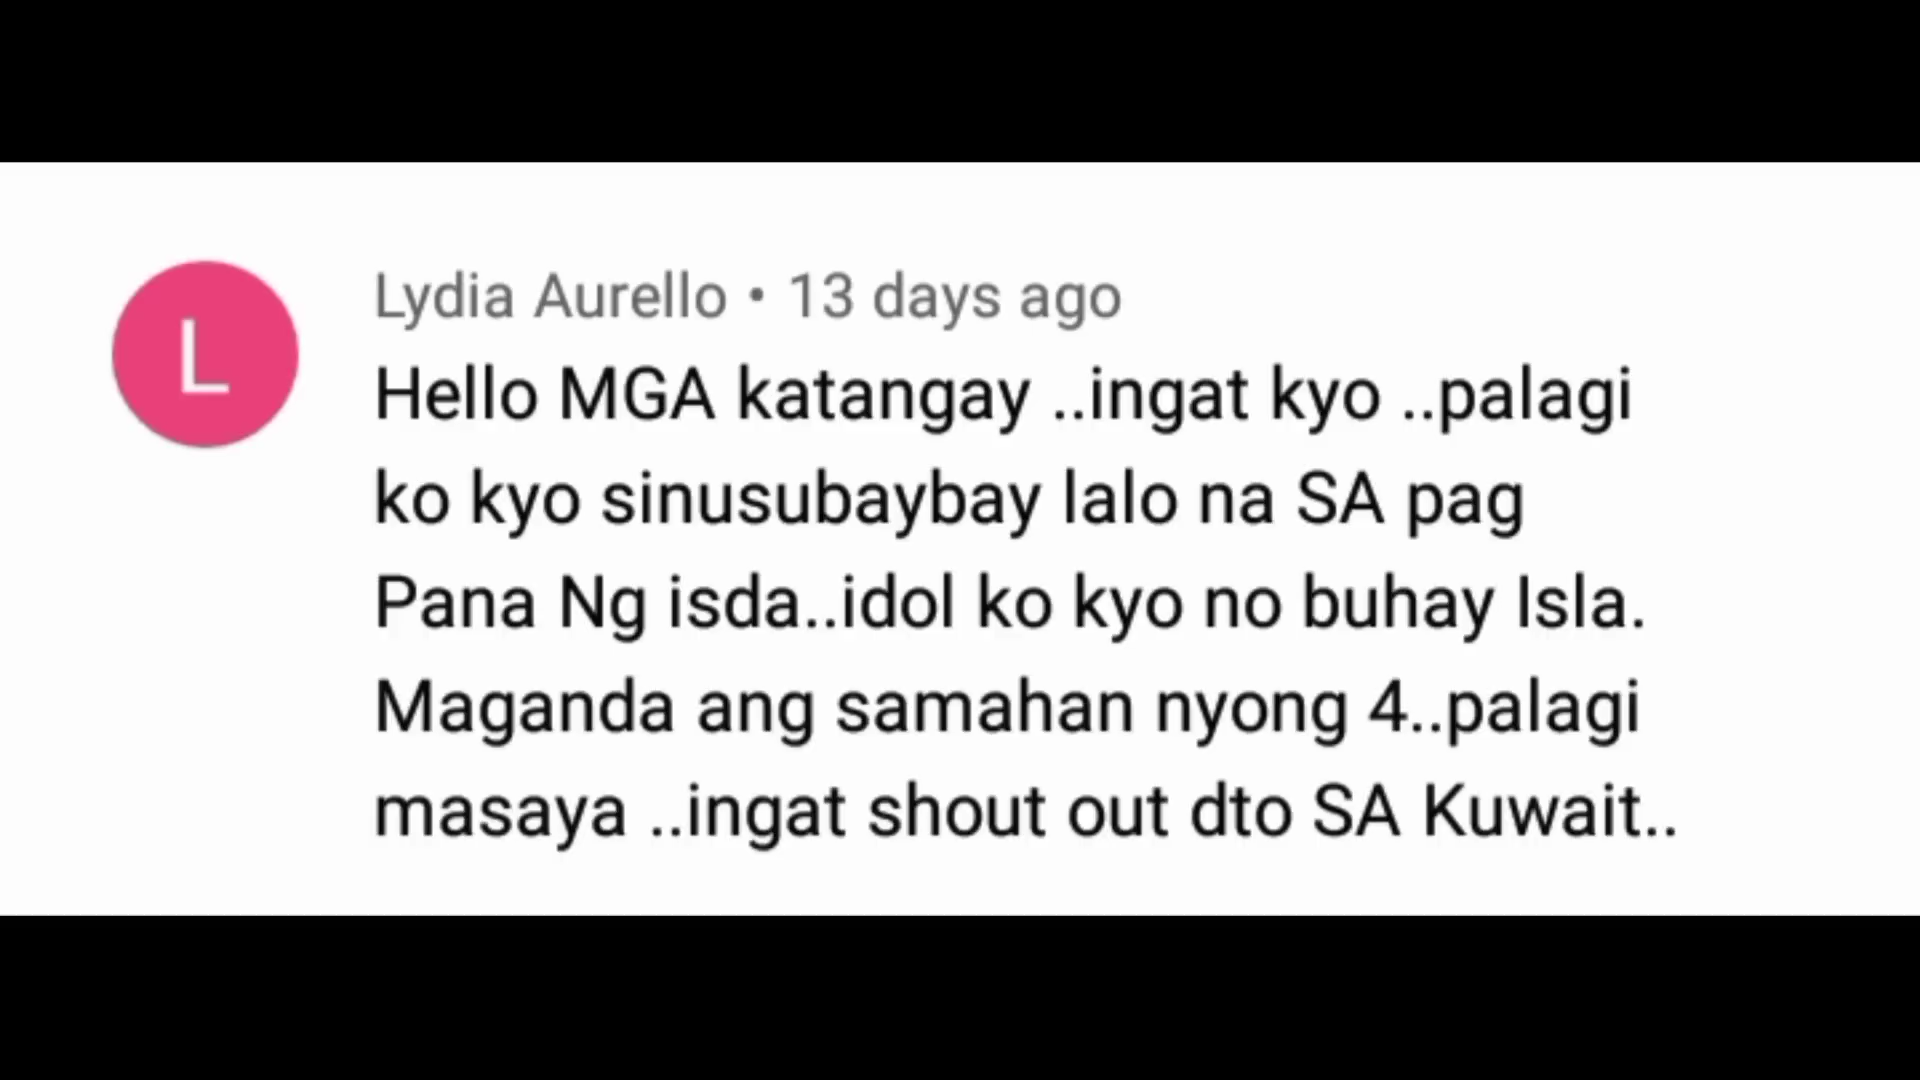 L
Lydia Aurello • 13 days ago
Hello MGA katangay ..ingat kyo ..palagi
ko kyo sinusubaybay lalo na SA pag
Pana Ng isda..idol ko kyo no buhay Isla.
Maganda ang samahan nyong 4..palagi
masaya ..ingat shout out dto SA Kuwait..